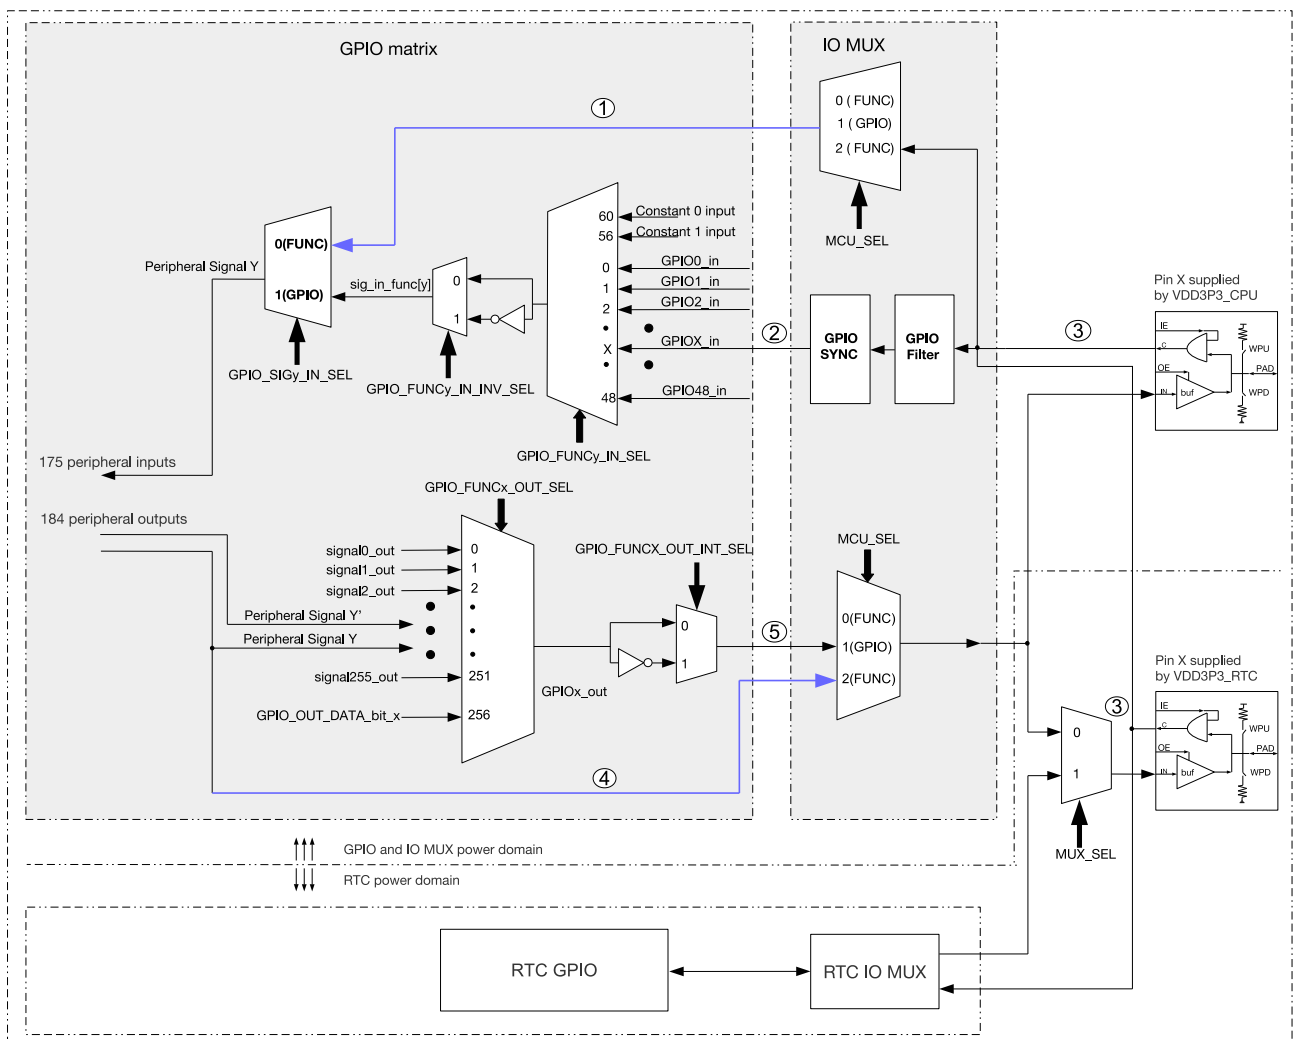 GPIO matrix
IO MUX
①
0 ( FUNC)
1 ( GPIO)
2 ( FUNC)
MCU_SEL
60
Constant 0 input
56
Constant 1 input
0
GPIO0_in
1
GPIO1_in
2
GPIO2_in
X
GPIOX_in
48
GPIO48_in
GPIO_FUNCy_IN_SEL
0
1
GPIO_FUNCy_IN_INV_SEL
sig_in_func[y]
0(FUNC)
1(GPIO)
GPIO_SIGy_IN_SEL
Peripheral Signal Y
②
GPIO
SYNC
GPIO
Filter
③
Pin X supplied
by VDD3P3_CPU
IE
C
OE
IN
buf
WPU
PAD
WPD
175 peripheral inputs
184 peripheral outputs
GPIO_FUNCx_OUT_SEL
signal0_out
0
signal1_out
1
signal2_out
2
Peripheral Signal Y'
Peripheral Signal Y
signal255_out
251
GPIO_OUT_DATA_bit_x
256
GPIOx_out
GPIO_FUNCX_OUT_INT_SEL
0
1
⑤
④
MCU_SEL
0(FUNC)
1(GPIO)
2(FUNC)
Pin X supplied
by VDD3P3_RTC
③
0
1
MUX_SEL
IE
C
OE
IN
buf
WPU
PAD
WPD
GPIO and IO MUX power domain
RTC power domain
RTC GPIO
RTC IO MUX